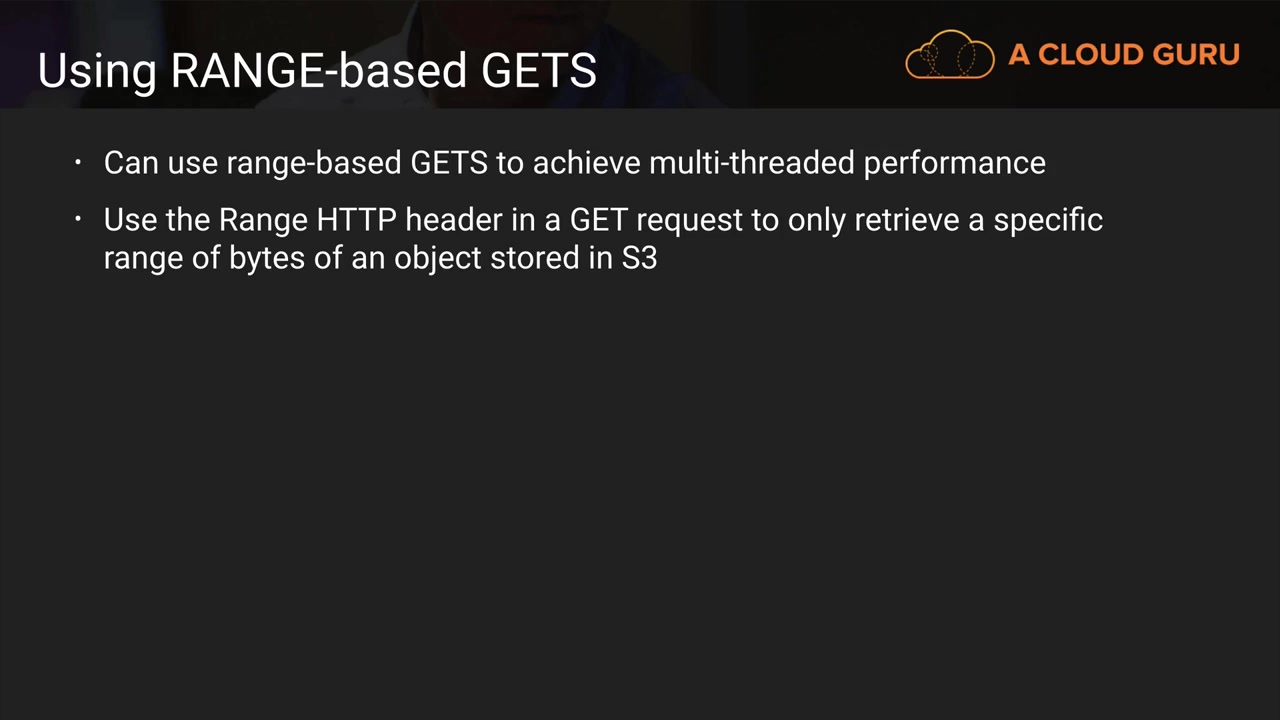 Using RANGE-based GETS
A CLOUD GURU
• Can use range-based GETS to achieve multi-threaded performance
• Use the Range HTTP header in a GET request to only retrieve a specific
range of bytes of an object stored in S3